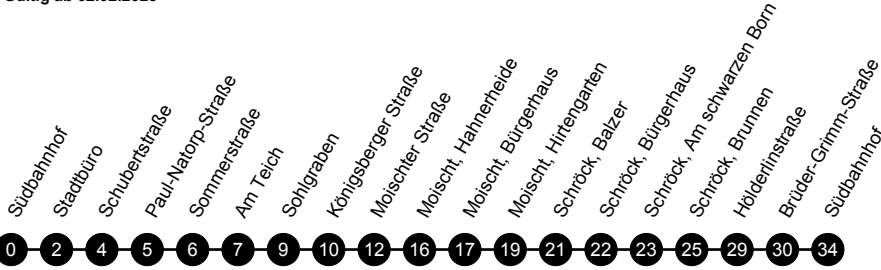 Südbahnhof
Stadtbüro
Schubertstraße
Paul-Natorp-Straße
Sommerstraße
Am Teich
Sohlgraben
Königsberger Straße
Moischter Straße
Moischt, Hahnerheide
Moischt, Bürgerhaus
Moischt, Hirtengarten
Schröck, Balzer
Schröck, Bürgerhaus
Schröck, Am schwarzen Born
Schröck, Brunnen
Hölderlinstraße
Brüder-Grimm-Straße
Südbahnhof
0 2 4 5 6 7 9 10 12 16 17 19 21 22 23 25 29 30 34